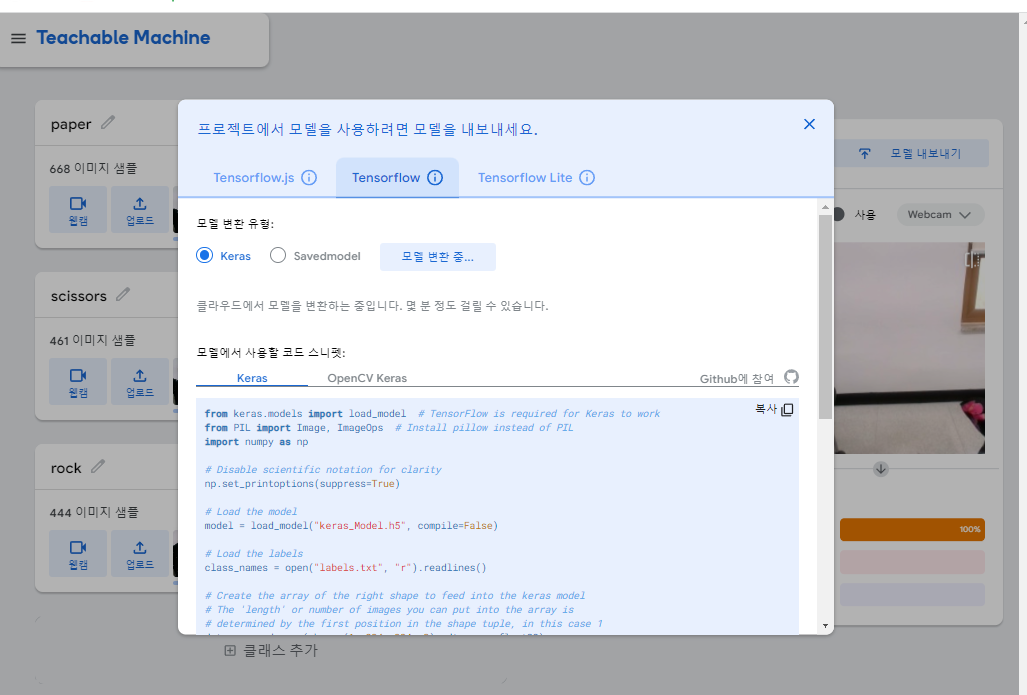 Teachable Machine
paper
668 이미지 샘플
웹캠
업로드
scissors
461 이미지 샘플
웹캠
업로드
rock
444 이미지 샘플
웹캠
업로드
클래스 추가
프로젝트에서 모델을 사용하려면 모델을 내보내세요.
Tensorflow.js
Tensorflow
Tensorflow Lite
모델 변환 유형:
Keras
Savedmodel
모델 변환 중...
클라우드에서 모델을 변환하는 중입니다. 몇 분 정도 걸릴 수 있습니다.
모델에서 사용할 코드 스니펫:
Keras
OpenCV Keras
Github에 참여
복사
from keras.models import load_model  # TensorFlow is required for Keras to work
from PIL import Image, ImageOps  # Install pillow instead of PIL
import numpy as np
# Disable scientific notation for clarity
np.set_printoptions(suppress=True)
# Load the model
model = load_model("keras_Model.h5", compile=False)
# Load the labels
class_names = open("labels.txt", "r").readlines()
# Create the array of the right shape to feed into the keras model
# The 'length' or number of images you can put into the array is
# determined by the first position in the shape tuple, in this case 1
모델 내보내기
사용
Webcam
100%